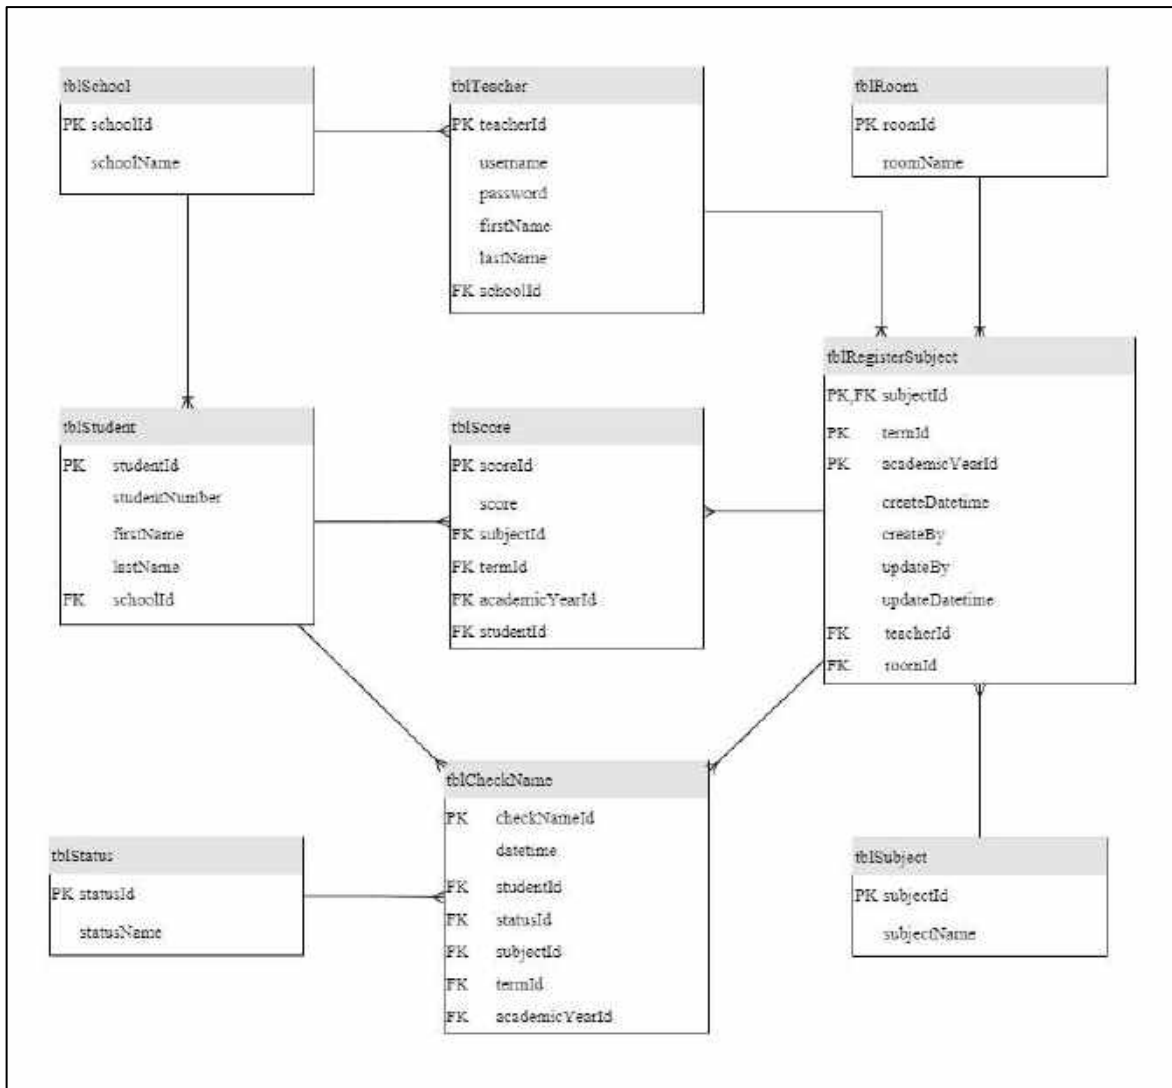 tblSchool
PK schoolId
schoolName
tblTeacher
PK teacherId
username
password
firstName
lastName
FK schoolId
tblRoom
PK roomId
roomName
tblStudent
PK studentId
studentNumber
firstName
lastName
FK schoolId
tblScore
PK scoreId
score
FK subjectId
FK termId
FK academicYearId
FK studentId
tblRegisterSubject
PK,FK subjectId
PK termId
PK academicYearId
createDatetime
createBy
updateBy
updateDatetime
FK teacherId
FK roomId
tblCheckName
PK checkNameId
datetime
FK studentId
FK statusId
FK subjectId
FK termId
FK academicYearId
tblStatus
PK statusId
statusName
tblSubject
PK subjectId
subjectName